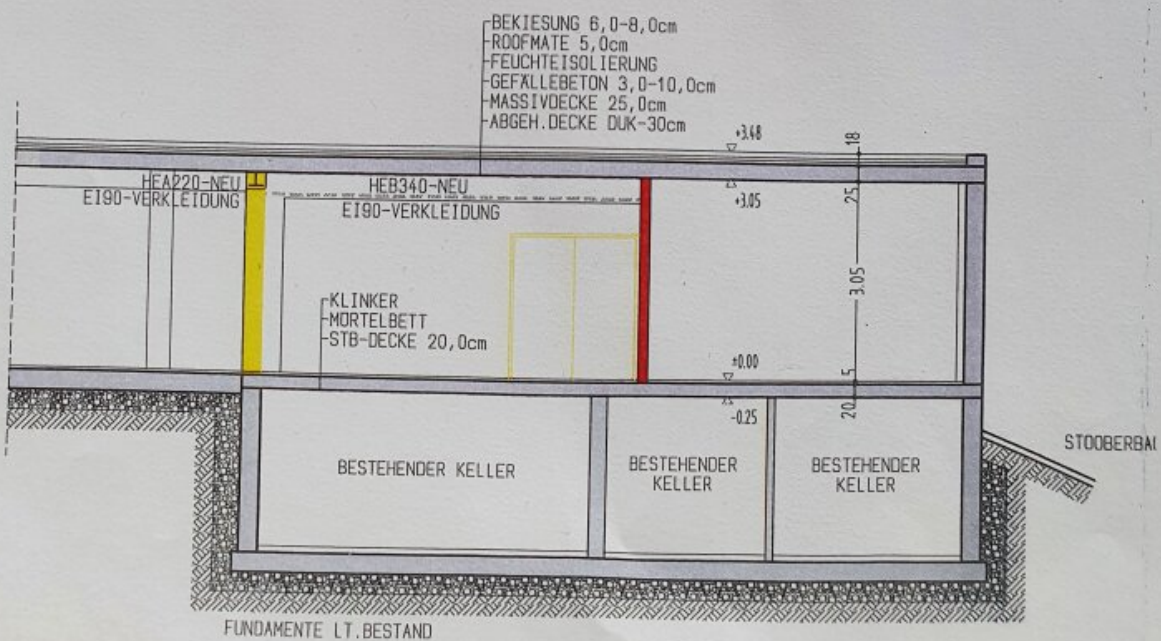 BEKIESUNG 6,0-8,0cm
ROOFMATE 5,0cm
FEUCHTEISOLIERUNG
GEFÄLLEBETON 3,0-10,0cm
MASSIVDECKE 25,0cm
ABGEH.DECKE DUK-30cm
+3.48
18
HEA220-NEU
EI90-VERKLEIDUNG
HEB340-NEU
EI90-VERKLEIDUNG
+3.05
25
3.05
KLINKER
MÖRTELBETT
STB-DECKE 20,0cm
±0.00
5
20
-0.25
STOOBERBA
BESTEHENDER KELLER
BESTEHENDER
KELLER
BESTEHENDER
KELLER
FUNDAMENTE LT.BESTAND